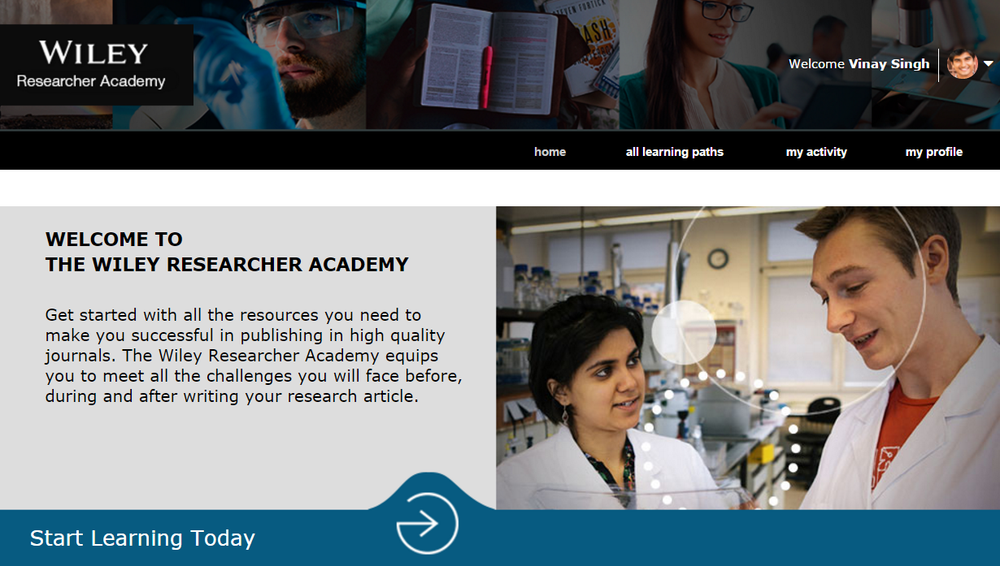 WILEY
Researcher Academy
Welcome Vinay Singh
home
all learning paths
my activity
my profile
WELCOME TO
THE WILEY RESEARCHER ACADEMY
Get started with all the resources you need to
make you successful in publishing in high quality
journals. The Wiley Researcher Academy equips
you to meet all the challenges you will face before,
during and after writing your research article.
Start Learning Today